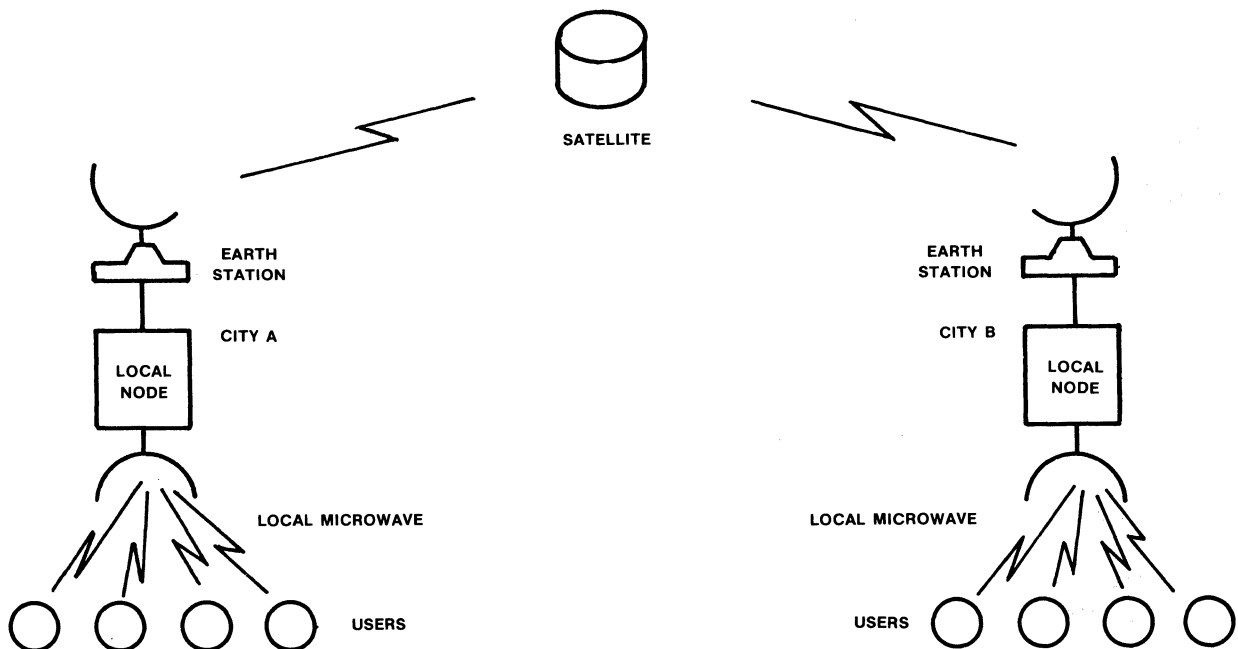 SATELLITE
EARTH
STATION
CITY A
LOCAL
NODE
LOCAL MICROWAVE
USERS
EARTH
STATION
CITY B
LOCAL
NODE
LOCAL MICROWAVE
USERS